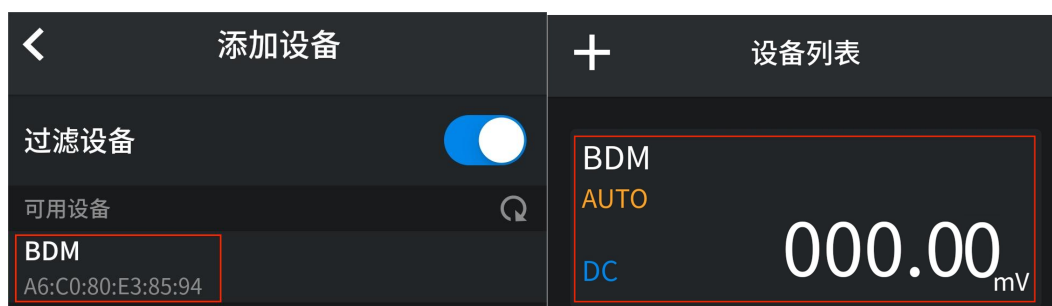 添加设备
过滤设备
可用设备
BDM
A6:C0:80:E3:85:94
设备列表
BDM
AUTO
DC
000.00
mV